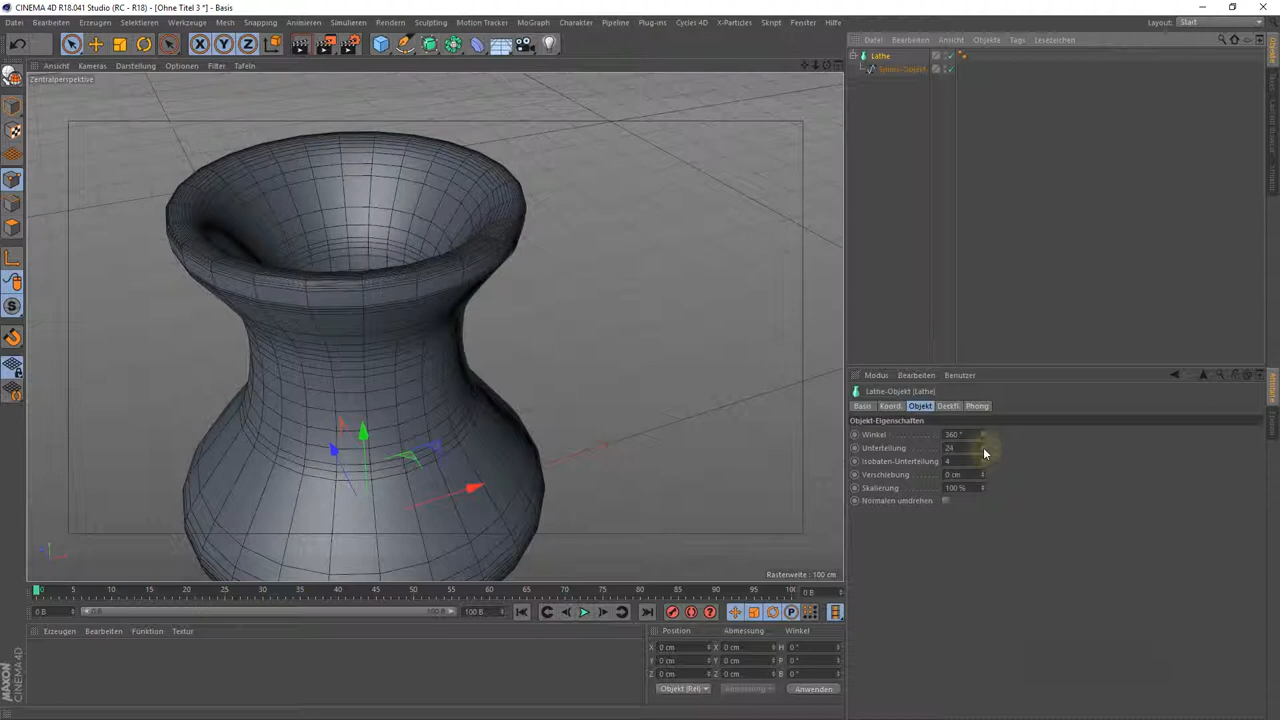 CINEMA 4D R18.041 Studio (RC - R18) - [Ohne Titel 3 *] - Basis
Datei Bearbeiten Erzeugen Selektieren Werkzeuge Mesh Snapping Animieren Simulieren Rendern Sculpting Motion Tracker MoGraph Charakter Pipeline Plug-ins Cycles 4D X-Particles Skript Fenster Hilfe
Layout: Start
Datei Bearbeiten Ansicht Objekte Tags Lesezeichen
Lathe
Spline-Objekt
Ansicht Kameras Darstellung Optionen Filter Tafeln
Zentralperspektive
Rasterweite : 100 cm
Modus Bearbeiten Benutzer
Lathe-Objekt [Lathe]
Basis Koord. Objekt Deckfl. Phong
Objekt-Eigenschaften
Winkel 360 °
Unterteilung 24
Isobaten-Unterteilung 4
Verschiebung 0 cm
Skalierung 100 %
Normalen umdrehen
Objekte
Attribute
0 5 10 15 20 25 30 35 40 45 50 55 60 65 70 75 80 85 90 95 100
0 B
0 B 0 B 100 B 100 B
Erzeugen Bearbeiten Funktion Textur
Position Abmessung Winkel
X 0 cm X 0 cm H 0 °
Y 0 cm Y 0 cm P 0 °
Z 0 cm Z 0 cm B 0 °
Objekt (Rel) Abmessung Anwenden
MAXON
CINEMA 4D